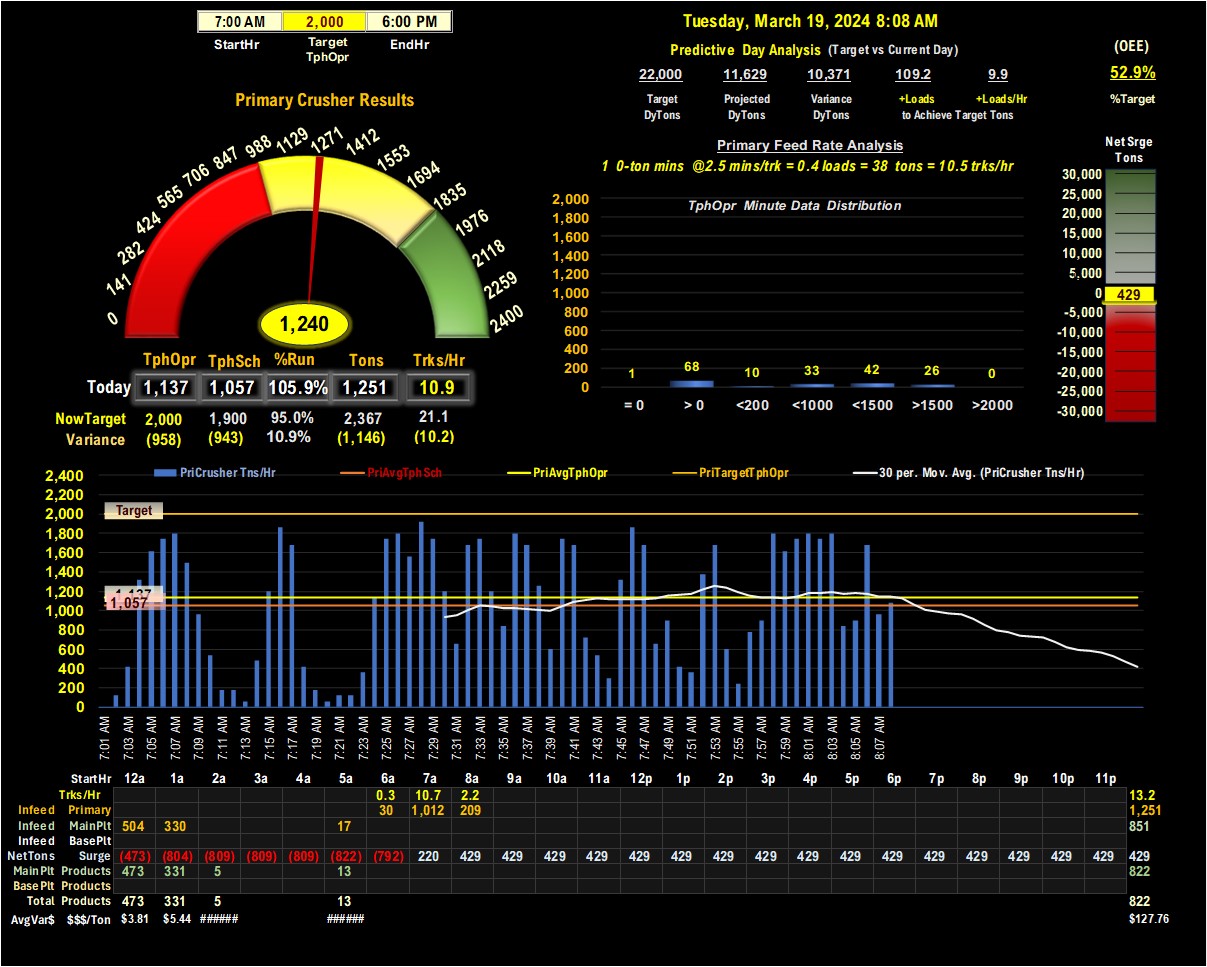 7:00 AM 2,000 6:00 PM
StartHr Target TphOpr EndHr
Tuesday, March 19, 2024 8:08 AM
Predictive Day Analysis (Target vs Current Day)
22,000 11,629 10,371 109.2 9.9
Target DyTons Projected DyTons Variance DyTons +Loads +Loads/Hr
to Achieve Target Tons
(OEE)
52.9%
%Target
Primary Crusher Results
0 141 282 424 565 706 847 988 1129 1271 1412 1553 1694 1835 1976 2118 2259 2400
1,240
TphOpr TphSch %Run Tons Trks/Hr
Today 1,137 1,057 105.9% 1,251 10.9
NowTarget 2,000 1,900 95.0% 2,367 21.1
Variance (958) (943) 10.9% (1,146) (10.2)
Primary Feed Rate Analysis
1 0-ton mins @2.5 mins/trk = 0.4 loads = 38 tons = 10.5 trks/hr
TphOpr Minute Data Distribution
2,000
1,800
1,600
1,400
1,200
1,000
800
600
400
200
0
1 68 10 33 42 26 0
= 0 > 0 <200 <1000 <1500 >1500 >2000
Net Srge
Tons
30,000
25,000
20,000
15,000
10,000
5,000
0 429
-5,000
-10,000
-15,000
-20,000
-25,000
-30,000
PriCrusher Tns/Hr PriAvgTphSch PriAvgTphOpr PriTargetTphOpr 30 per. Mov. Avg. (PriCrusher Tns/Hr)
2,400
2,200
2,000
1,800
1,600
1,400
1,200
1,000
800
600
400
200
0
Target
1,057
7:01 AM 7:03 AM 7:05 AM 7:07 AM 7:09 AM 7:11 AM 7:13 AM 7:15 AM 7:17 AM 7:19 AM 7:21 AM 7:23 AM 7:25 AM 7:27 AM 7:29 AM 7:31 AM 7:33 AM 7:35 AM 7:37 AM 7:39 AM 7:41 AM 7:43 AM 7:45 AM 7:47 AM 7:49 AM 7:51 AM 7:53 AM 7:55 AM 7:57 AM 7:59 AM 8:01 AM 8:03 AM 8:05 AM 8:07 AM
StartHr 12a 1a 2a 3a 4a 5a 6a 7a 8a 9a 10a 11a 12p 1p 2p 3p 4p 5p 6p 7p 8p 9p 10p 11p
Trks/Hr 0.3 10.7 2.2 13.2
Infeed Primary 30 1,012 209 1,251
Infeed MainPlt 504 330 17 851
Infeed BasePlt
NetTons Surge (473) (804) (809) (809) (809) (822) (792) 220 429 429 429 429 429 429 429 429 429 429 429 429 429 429 429 429 429
MainPlt Products 473 331 5 13 822
BasePlt Products
Total Products 473 331 5 13 822
AvgVar$ $$$/Ton $3.81 $5.44 ###### ###### $127.76